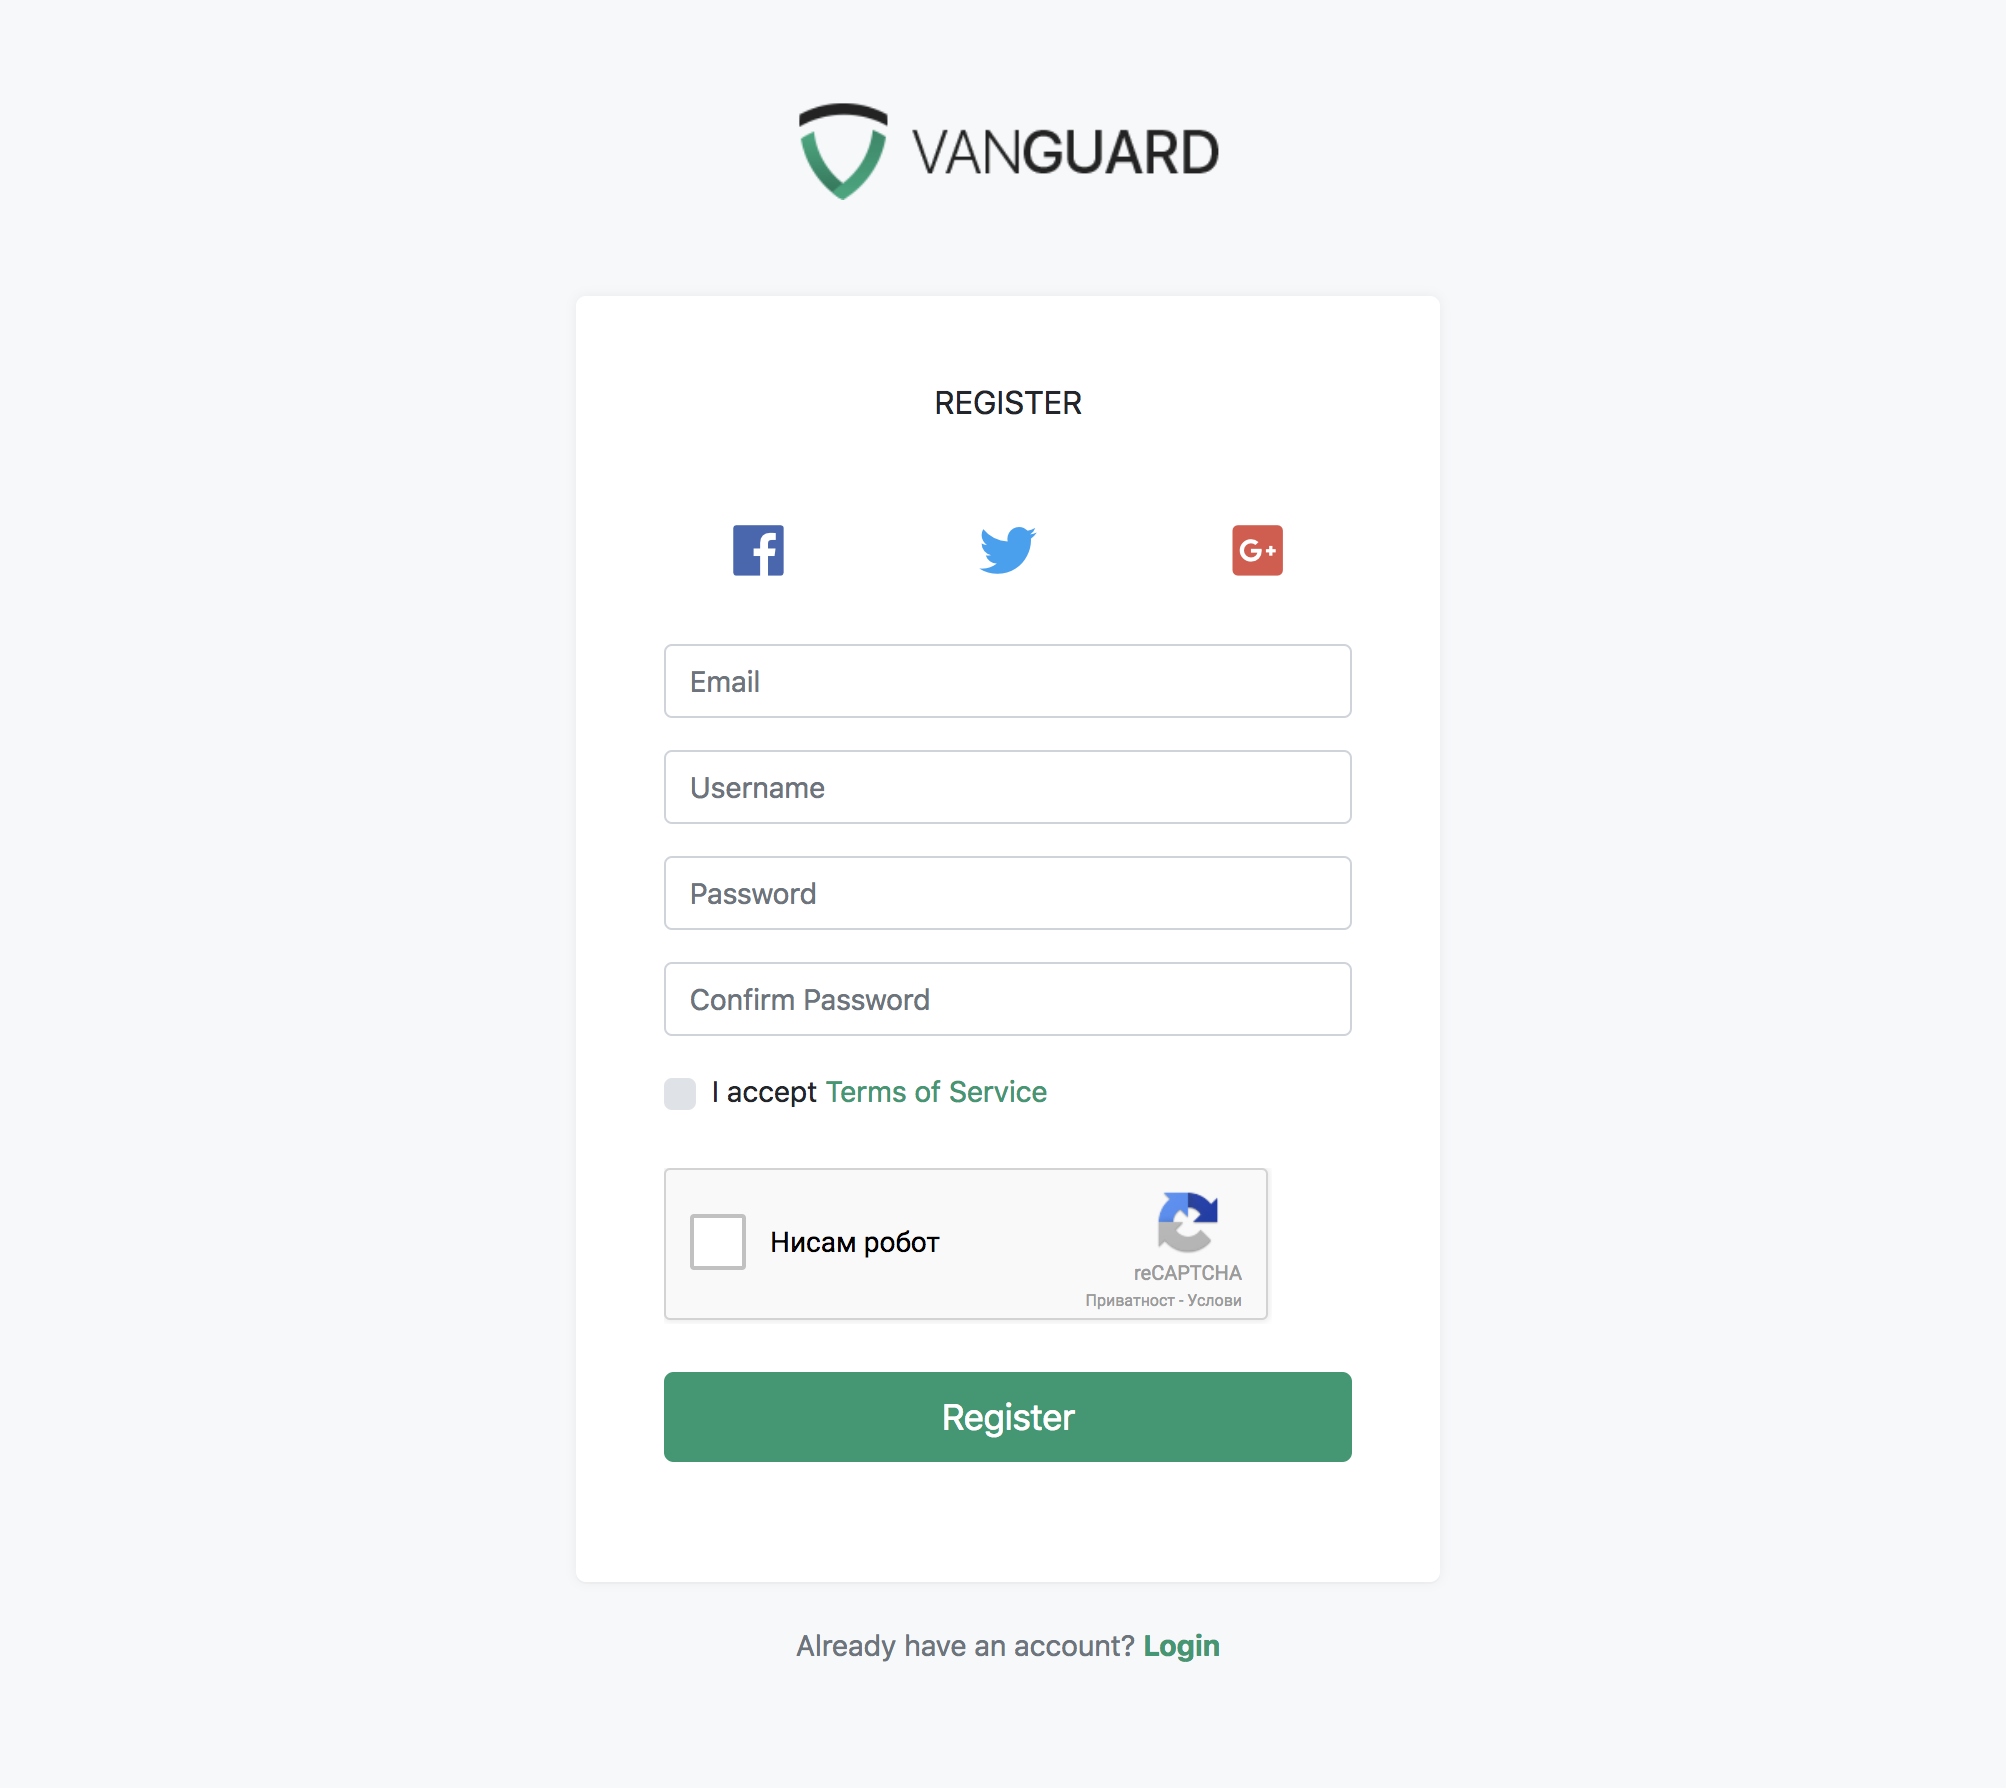 VANGUARD
REGISTER
Email
Username
Password
Confirm Password
I accept Terms of Service
Нисам робот
reCAPTCHA
Приватност - Услови
Register
Already have an account? Login